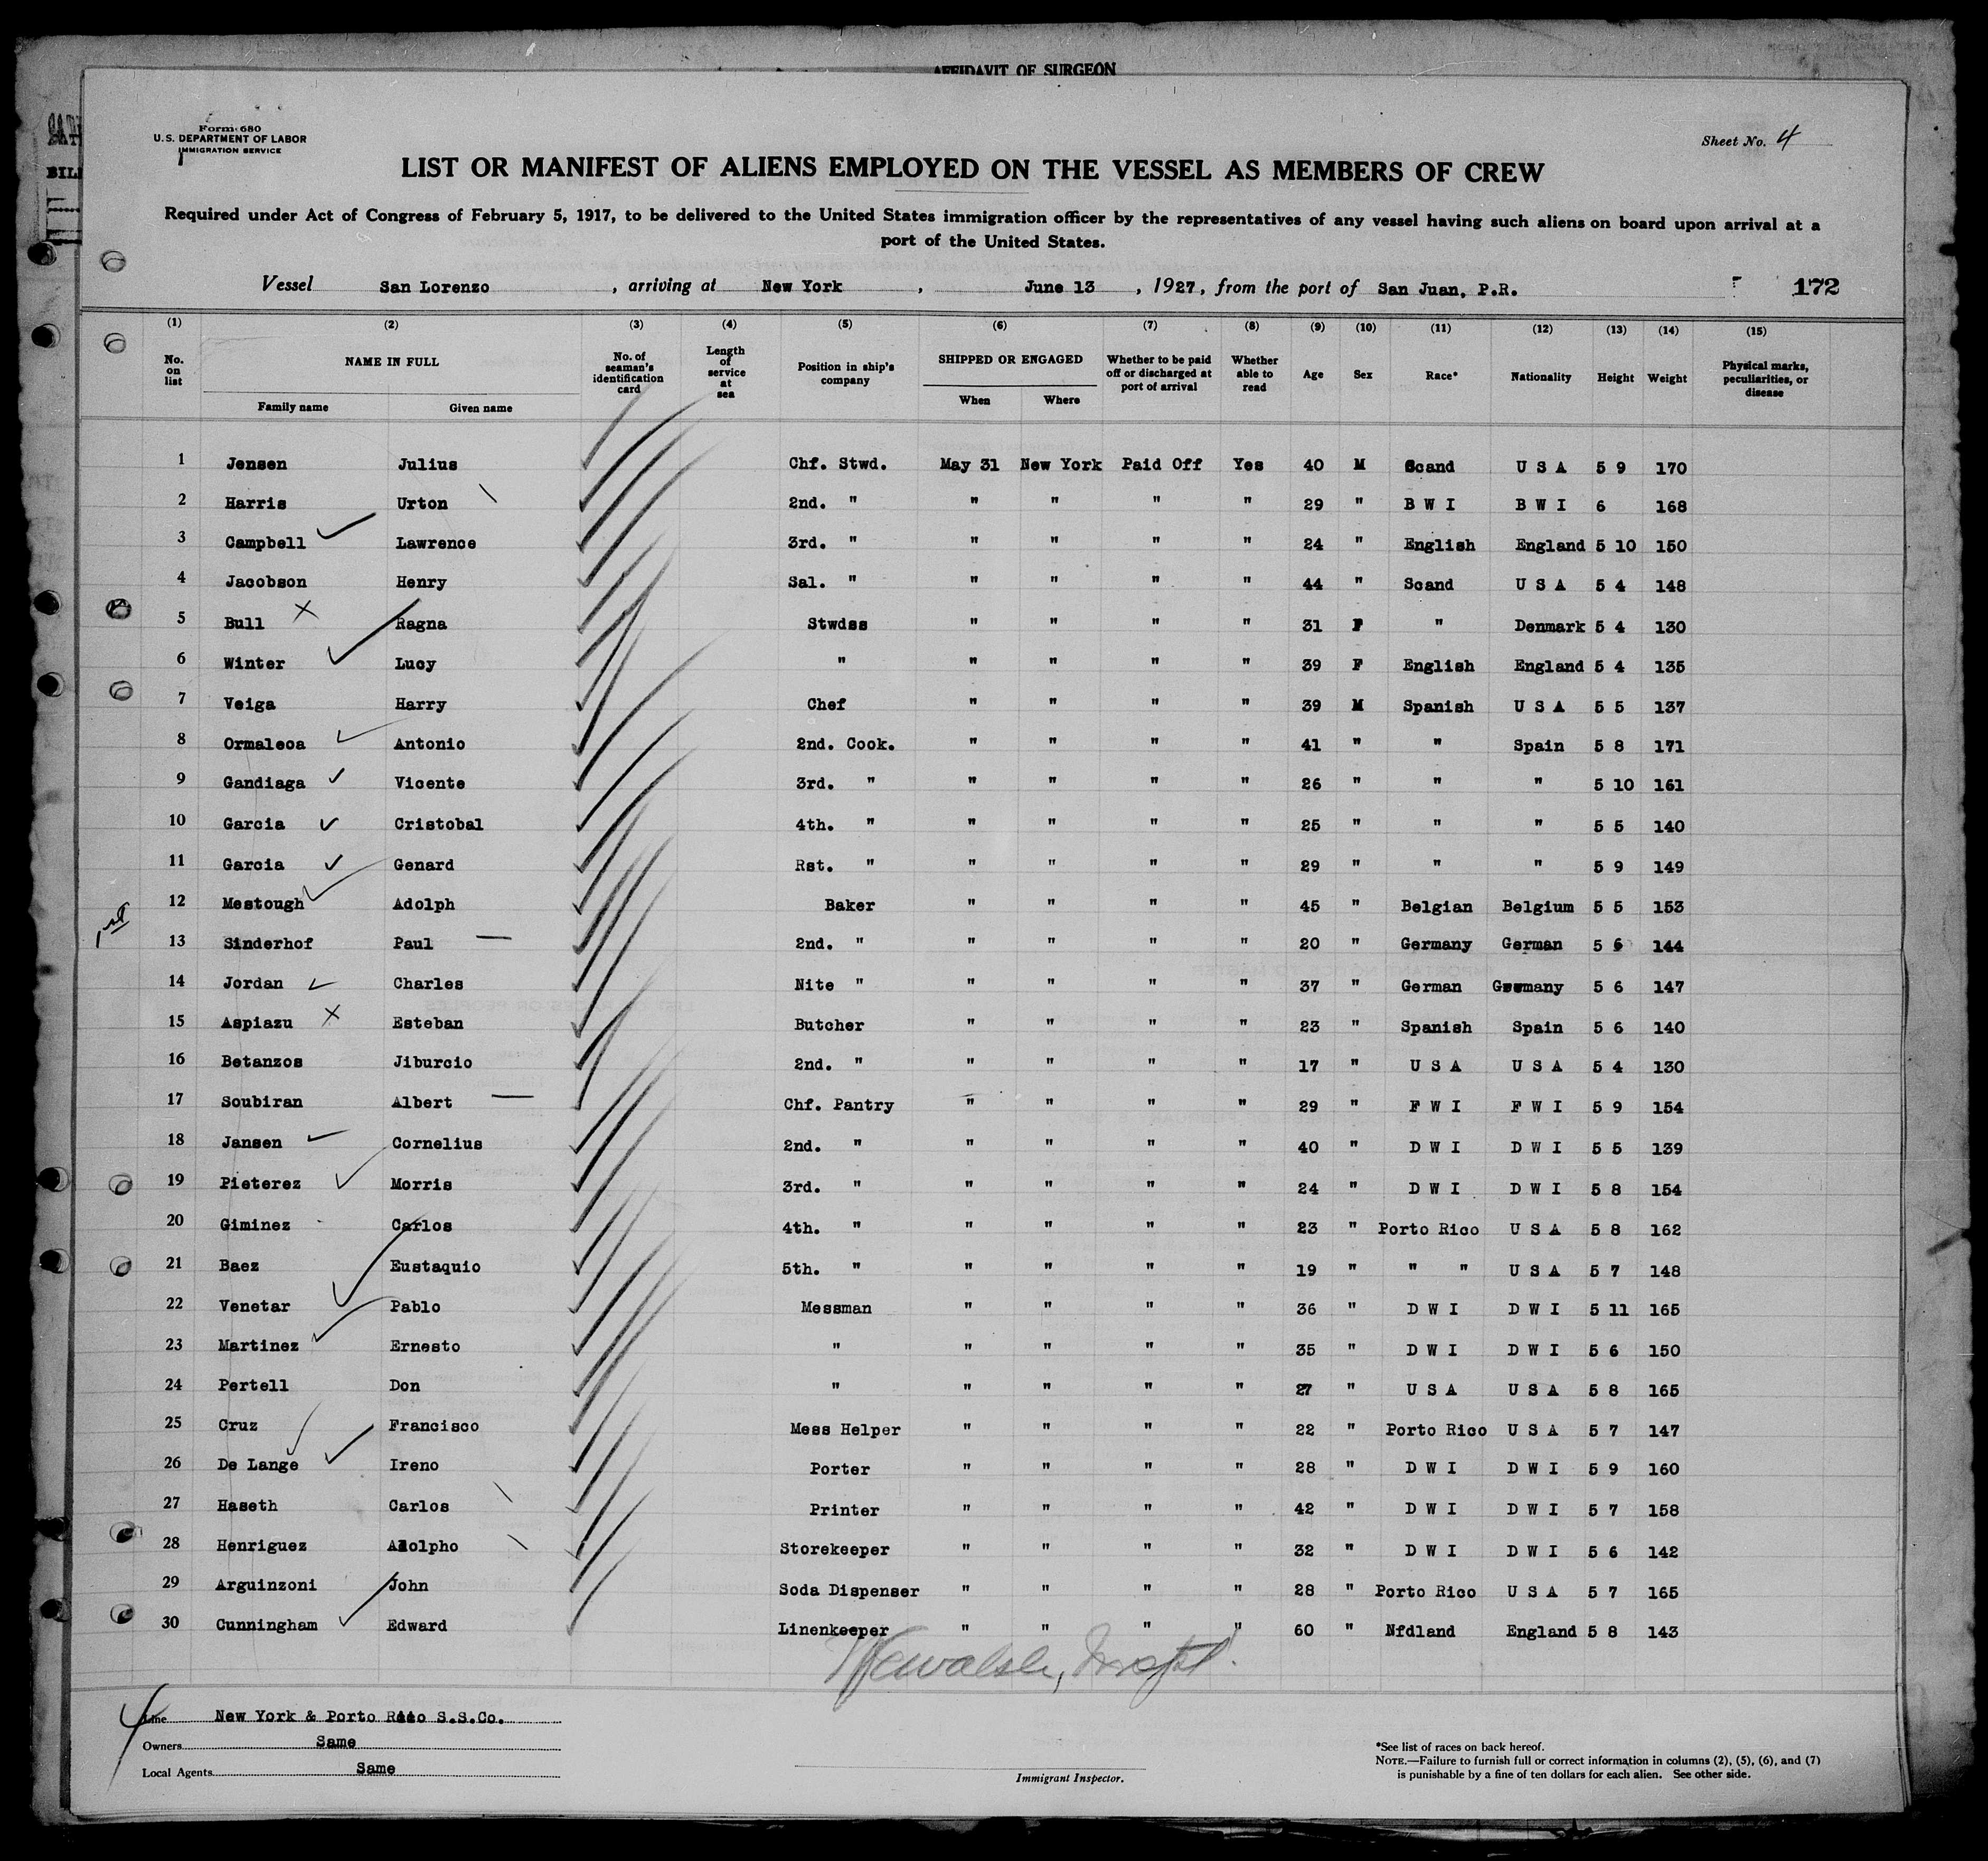 AFFIDAVIT OF SURGEON
Form 680
U.S. DEPARTMENT OF LABOR
IMMIGRATION SERVICE
Sheet No. 4
LIST OR MANIFEST OF ALIENS EMPLOYED ON THE VESSEL AS MEMBERS OF CREW
Required under Act of Congress of February 5, 1917, to be delivered to the United States immigration officer by the representatives of any vessel having such aliens on board upon arrival at a
port of the United States.
Vessel San Lorenzo, arriving at New York, June 13, 1927, from the port of San Juan, P.R. 172
(1) (2) (3) (4) (5) (6) (7) (8) (9) (10) (11) (12) (13) (14) (15)
No. on list NAME IN FULL Family name Given name No. of seaman's identification card Length of service at sea Position in ship's company SHIPPED OR ENGAGED When Where Whether to be paid off or discharged at port of arrival Whether able to read Age Sex Race* Nationality Height Weight Physical marks, peculiarities, or disease
1 Jensen Julius Chf. Stwd. May 31 New York Paid Off Yes 40 M Scand U S A 5 9 170
2 Harris Urton 2nd. " " " " " 29 " B W I B W I 6 168
3 Campbell Lawrence 3rd. " " " " " 24 " English England 5 10 150
4 Jacobson Henry Sal. " " " " " 44 " Scand U S A 5 4 148
5 Bull Ragna Stwdss " " " " 31 F " Denmark 5 4 130
6 Winter Lucy " " " " " 39 F English England 5 4 135
7 Veiga Harry Chef " " " " 39 M Spanish U S A 5 5 137
8 Ormaleoa Antonio 2nd. Cook. " " " " 41 " " Spain 5 8 171
9 Gandiaga Vicente 3rd. " " " " " 26 " " " 5 10 161
10 Garcia Cristobal 4th. " " " " " 25 " " " 5 5 140
11 Garcia Genard Rst. " " " " " 29 " " " 5 9 149
12 Mestough Adolph Baker " " " " 45 " Belgian Belgium 5 5 153
13 Sinderhof Paul 2nd. " " " " " 20 " Germany German 5 6 144
14 Jordan Charles Nite " " " " " 37 " German Germany 5 6 147
15 Aspiazu Esteban Butcher " " " " 23 " Spanish Spain 5 6 140
16 Betanzos Jiburcio 2nd. " " " " " 17 " U S A U S A 5 4 130
17 Soubiran Albert Chf. Pantry " " " " 29 " F W I F W I 5 9 154
18 Jansen Cornelius 2nd. " " " " " 40 " D W I D W I 5 5 139
19 Pieterez Morris 3rd. " " " " " 24 " D W I D W I 5 8 154
20 Giminez Carlos 4th. " " " " " 23 " Porto Rico U S A 5 8 162
21 Baez Eustaquio 5th. " " " " " 19 " " " U S A 5 7 148
22 Venetar Pablo Messman " " " " 36 " D W I D W I 5 11 165
23 Martinez Ernesto " " " " " 35 " D W I D W I 5 6 150
24 Pertell Don " " " " " 27 " U S A U S A 5 8 165
25 Cruz Francisco Mess Helper " " " " 22 " Porto Rico U S A 5 7 147
26 De Lange Ireno Porter " " " " 28 " D W I D W I 5 9 160
27 Haseth Carlos Printer " " " " 42 " D W I D W I 5 7 158
28 Henriguez Adolpho Storekeeper " " " " 32 " D W I D W I 5 6 142
29 Arguinzoni John Soda Dispenser " " " " 28 " Porto Rico U S A 5 7 165
30 Cunningham Edward Linenkeeper " " " " 60 " Nfdland England 5 8 143
Line New York & Porto Rico S.S.Co.
Owners Same
Local Agents Same
Immigrant Inspector.
*See list of races on back hereof.
NOTE.—Failure to furnish full or correct information in columns (2), (5), (6), and (7)
is punishable by a fine of ten dollars for each alien. See other side.